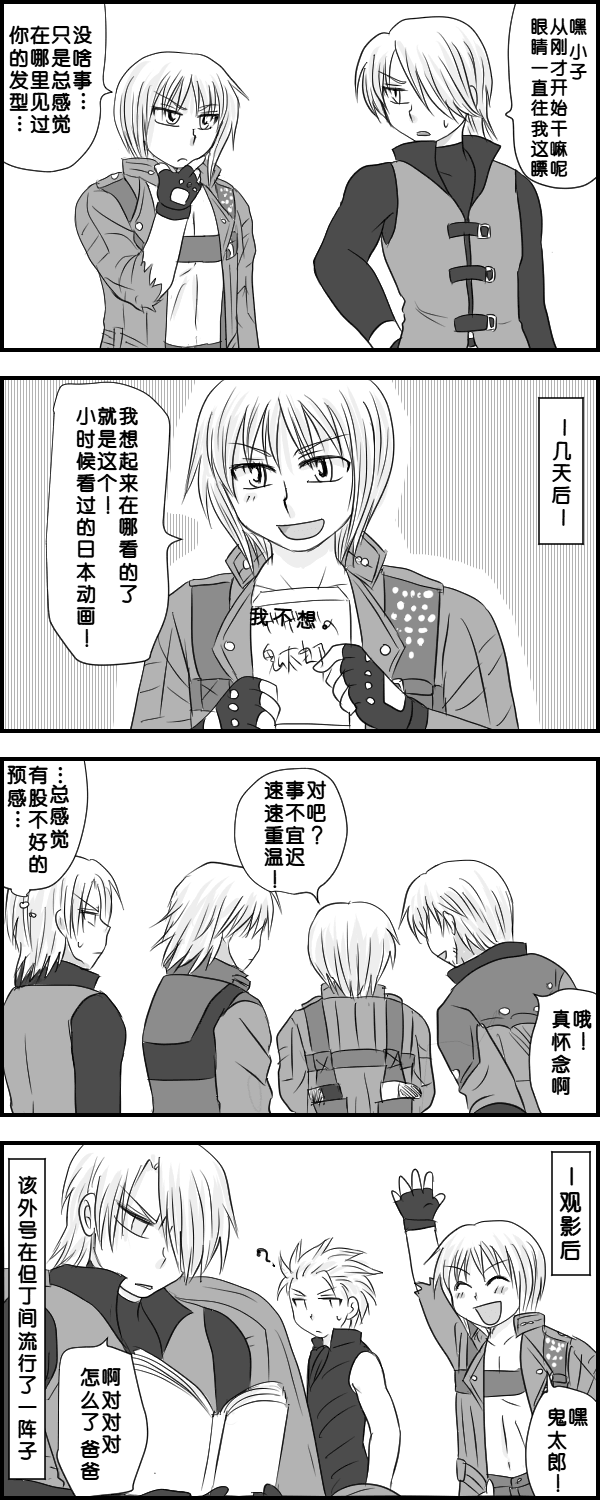 嘿小子
从刚才开始干嘛呢
眼睛一直往我这瞟
没啥事…
只是总感觉
在哪里见过
你的发型…
－几天后－
我想起来在哪看的了
就是这个！
小时候看过的日本动画！
我不想。
对吧？
事不宜迟
速速重温！
…总感觉
有股不好的
预感…
哦！
真怀念啊
－观影后
嘿
鬼太郎！
?
啊对对对
怎么了爸爸
该外号在但丁间流行了一阵子